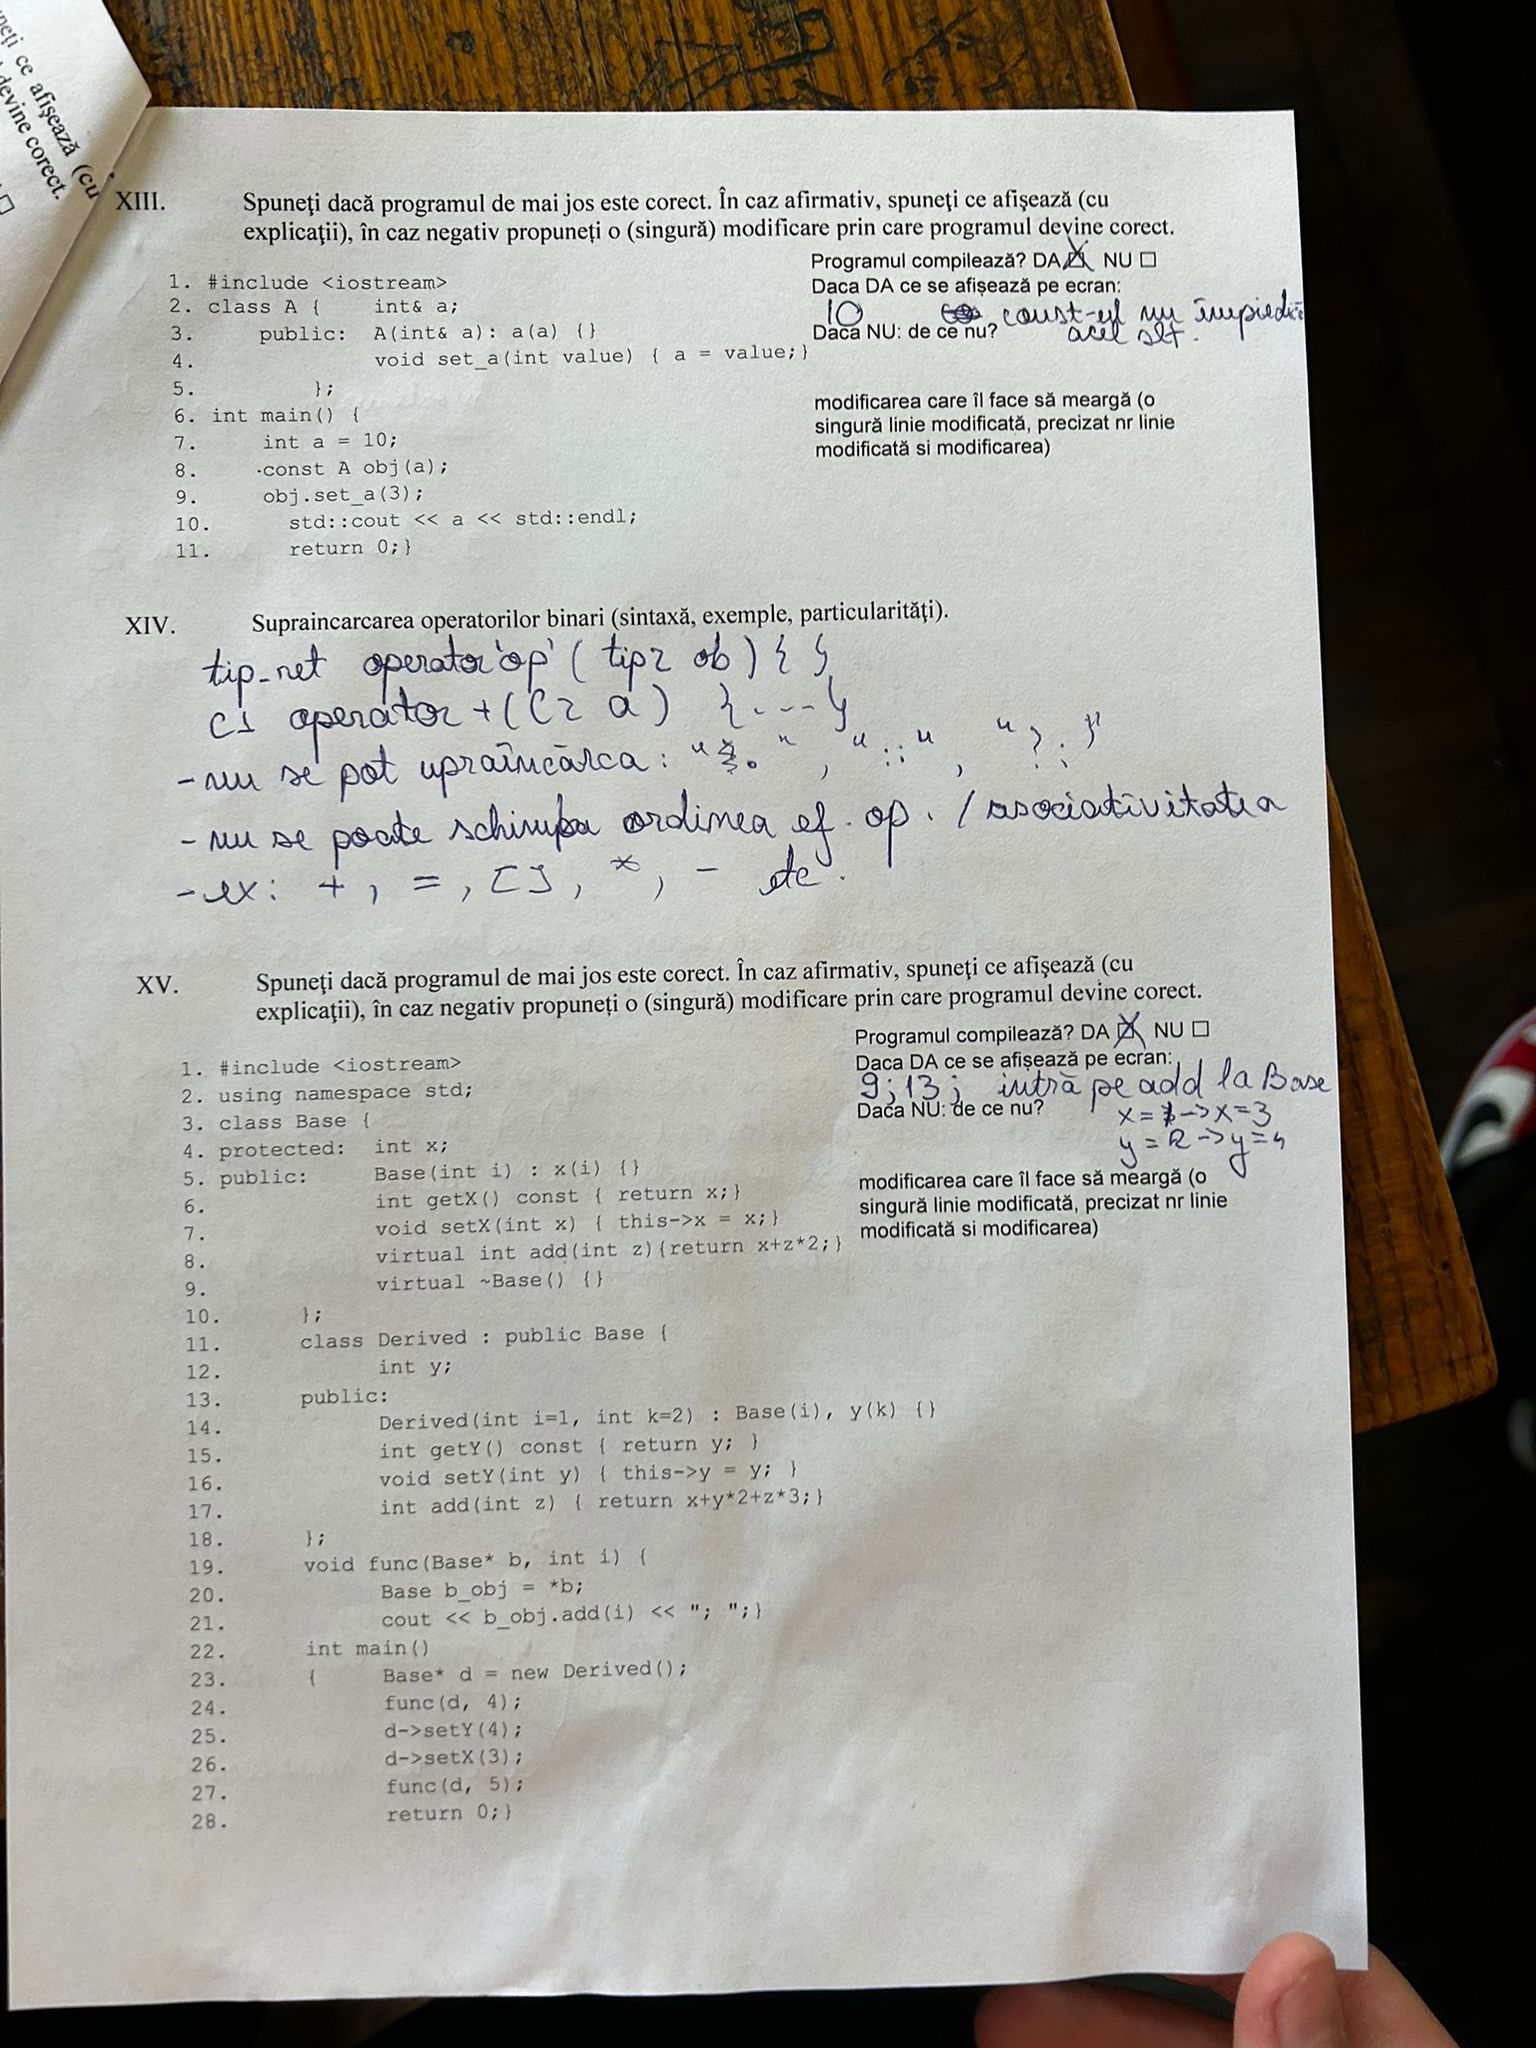 neți ce afişează (cu
devine corect.
XIII. Spuneţi dacă programul de mai jos este corect. În caz afirmativ, spuneţi ce afişează (cu
explicaţii), în caz negativ propuneți o (singură) modificare prin care programul devine corect.
Programul compilează? DA ☒ NU ☐
Daca DA ce se afișează pe ecran:
10 const-ul nu împiedică
Daca NU: de ce nu? acel
modificarea care îl face să meargă (o
singură linie modificată, precizat nr linie
modificată si modificarea)
1. #include <iostream>
2. class A { int& a;
3. public: A(int& a): a(a) {}
4. void set_a(int value) { a = value;}
5. };
6. int main() {
7. int a = 10;
8. const A obj(a);
9. obj.set_a(3);
10. std::cout << a << std::endl;
11. return 0;}
XIV. Supraincarcarea operatorilor binari (sintaxă, exemple, particularităţi).
tip_ret operator'op' (tip2 ob) { }
C1 operator+(C2 a) {...}
- nu se pot upraîncărca: ".", "::", "?:"
- nu se poate schimba ordinea ef. op. / asociativitatea
- ex: +, =, [], *, - etc.
XV. Spuneţi dacă programul de mai jos este corect. În caz afirmativ, spuneţi ce afişează (cu
explicaţii), în caz negativ propuneți o (singură) modificare prin care programul devine corect.
Programul compilează? DA ☒ NU ☐
Daca DA ce se afișează pe ecran:
9; 13; intră pe add la Base
Daca NU: de ce nu? x=1->x=3
y=2->y=4
modificarea care îl face să meargă (o
singură linie modificată, precizat nr linie
modificată si modificarea)
1. #include <iostream>
2. using namespace std;
3. class Base {
4. protected: int x;
5. public: Base(int i) : x(i) {}
6. int getX() const { return x;}
7. void setX(int x) { this->x = x;}
8. virtual int add(int z){return x+z*2;}
9. virtual ~Base() {}
10. };
11. class Derived : public Base {
12. int y;
13. public:
14. Derived(int i=1, int k=2) : Base(i), y(k) {}
15. int getY() const { return y; }
16. void setY(int y) { this->y = y; }
17. int add(int z) { return x+y*2+z*3;}
18. };
19. void func(Base* b, int i) {
20. Base b_obj = *b;
21. cout << b_obj.add(i) << "; ";}
22. int main()
23. { Base* d = new Derived();
24. func(d, 4);
25. d->setY(4);
26. d->setX(3);
27. func(d, 5);
28. return 0;}